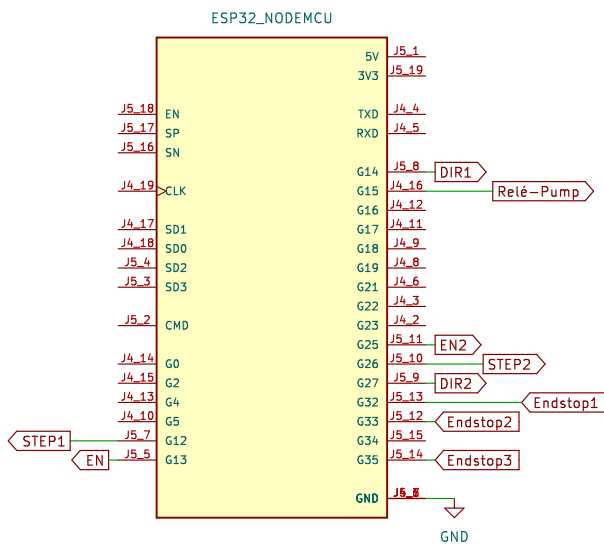 ESP32_NODEMCU
5V J5_1
3V3 J5_19
J5_18 EN TXD J4_4
J5_17 SP RXD J4_5
J5_16 SN
G14 J5_8 DIR1
J4_19 CLK G15 J4_16 Relé-Pump
G16 J4_12
J4_17 SD1 G17 J4_11
J4_18 SD0 G18 J4_9
J5_4 SD2 G19 J4_8
J5_3 SD3 G21 J4_6
G22 J4_3
J5_2 CMD G23 J4_2
G25 J5_11 EN2
J4_14 G0 G26 J5_10 STEP2
J4_15 G2 G27 J5_9 DIR2
J4_13 G4 G32 J5_13 Endstop1
J4_10 G5 G33 J5_12 Endstop2
STEP1 J5_7 G12 G34 J5_15
EN J5_5 G13 G35 J5_14 Endstop3
GND
GND